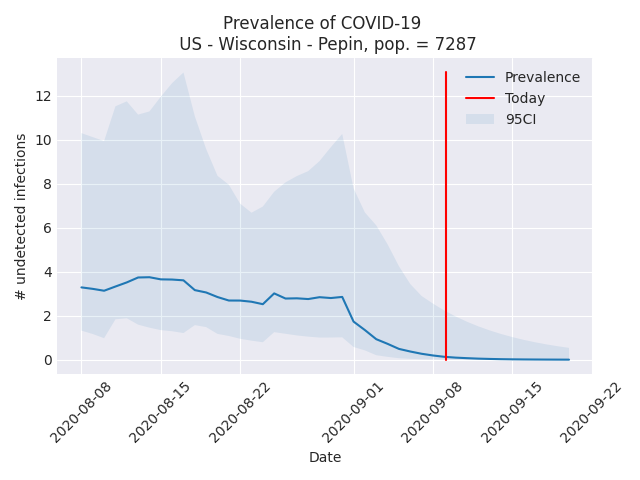 Prevalence of COVID-19
US - Wisconsin - Pepin, pop. = 7287
Prevalence
Today
95CI
12
10
8
6
4
2
0
# undetected infections
2020-08-08
2020-08-15
2020-08-22
2020-09-01
2020-09-08
2020-09-15
2020-09-22
Date